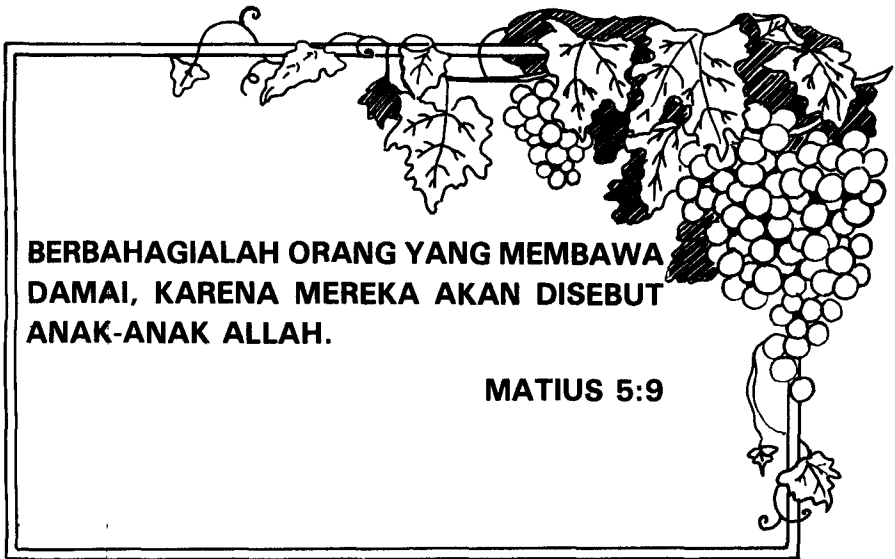 BERBAHAGIALAH ORANG YANG MEMBAWA
DAMAI, KARENA MEREKA AKAN DISEBUT
ANAK-ANAK ALLAH.
MATIUS 5:9